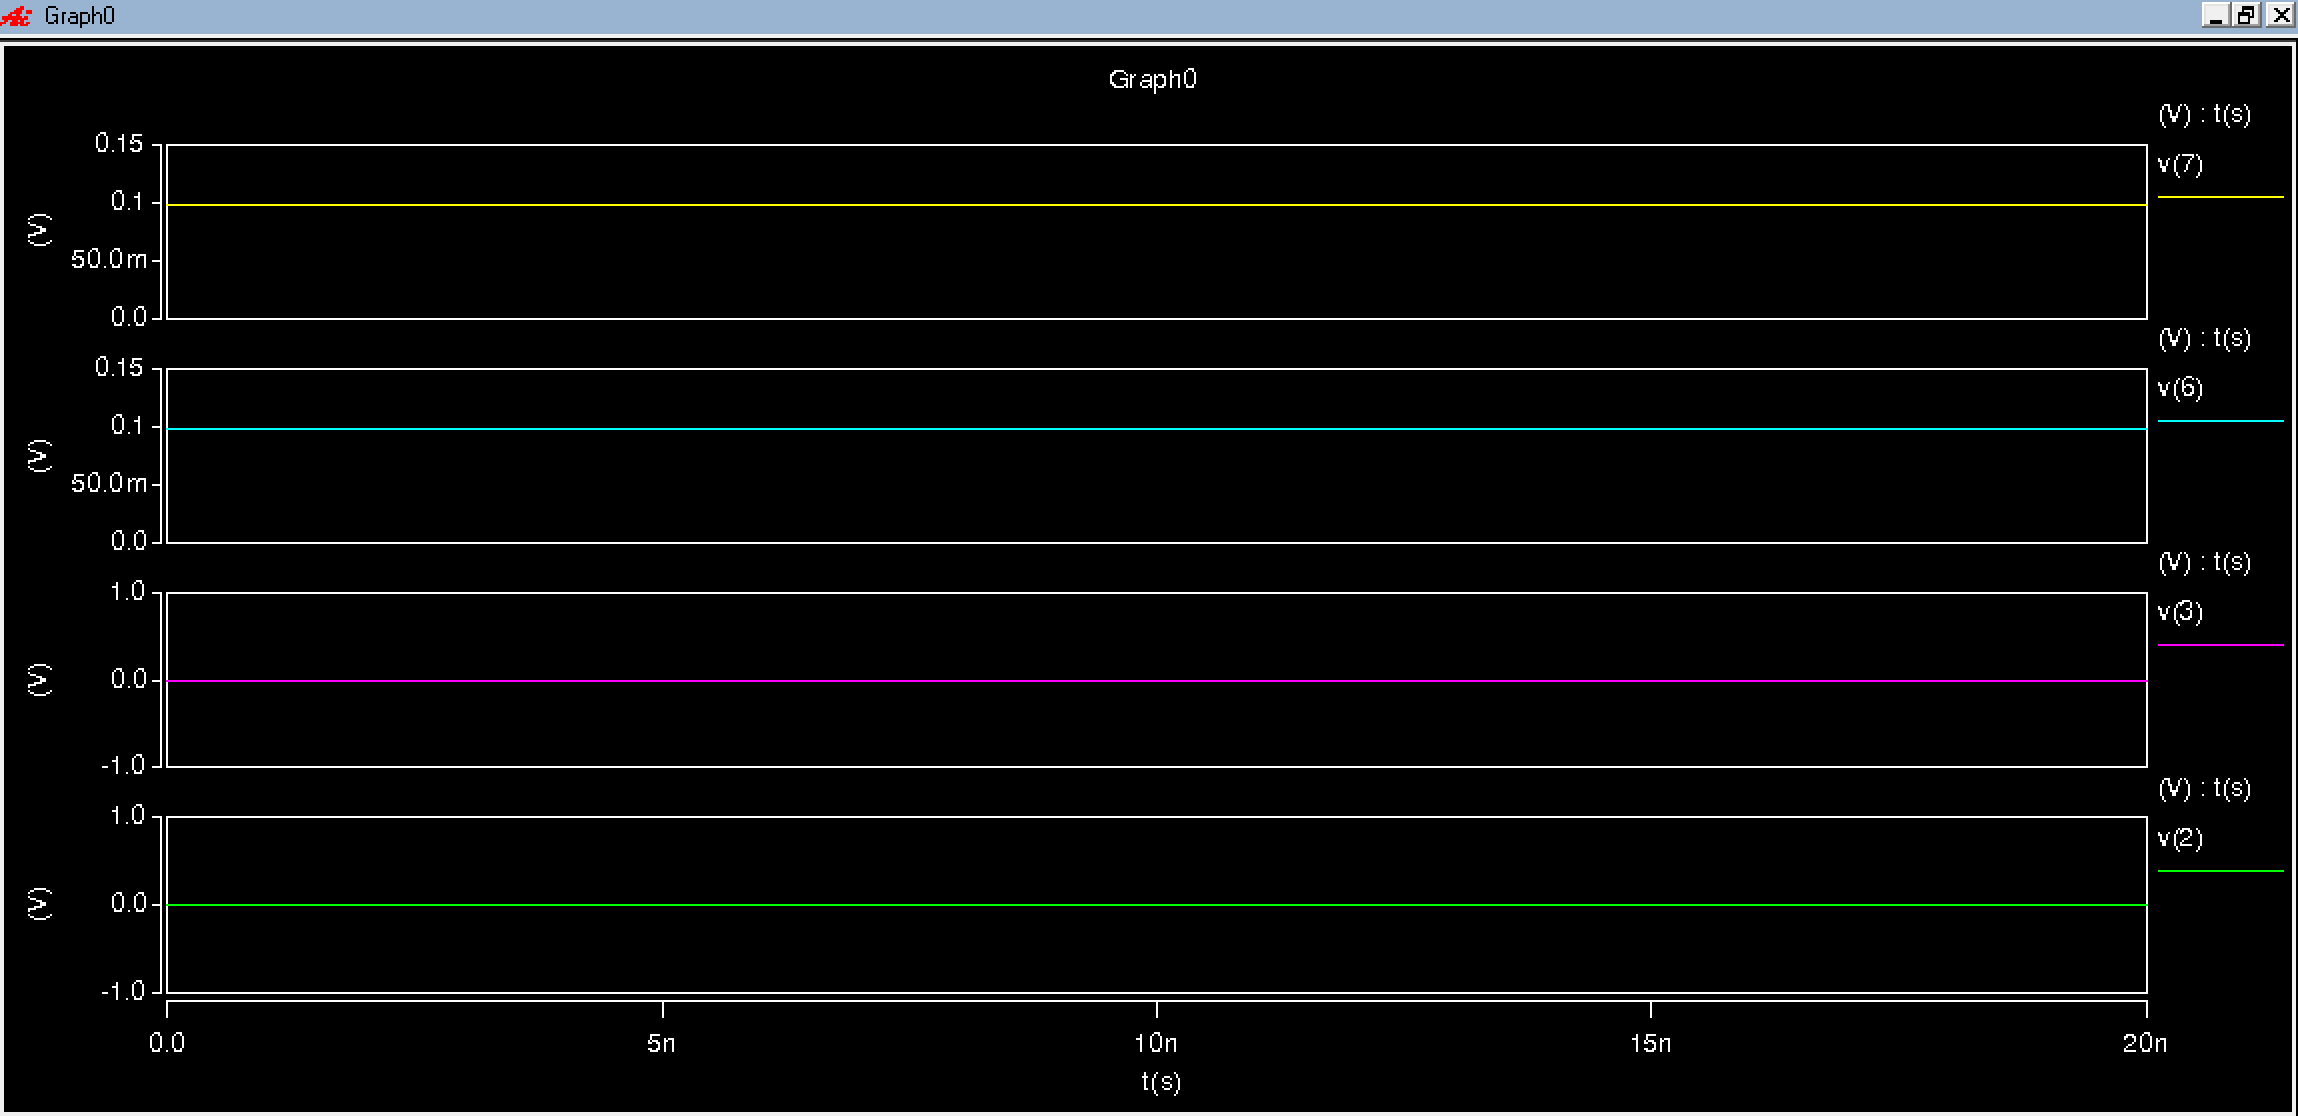 Graph0
Graph0
(V) : t(s)
v(7)
0.15
0.1
50.0m
0.0
(V)
(V) : t(s)
v(6)
0.15
0.1
50.0m
0.0
(V)
(V) : t(s)
v(3)
1.0
0.0
-1.0
(V)
(V) : t(s)
v(2)
1.0
0.0
-1.0
(V)
0.0 5n 10n 15n 20n
t(s)